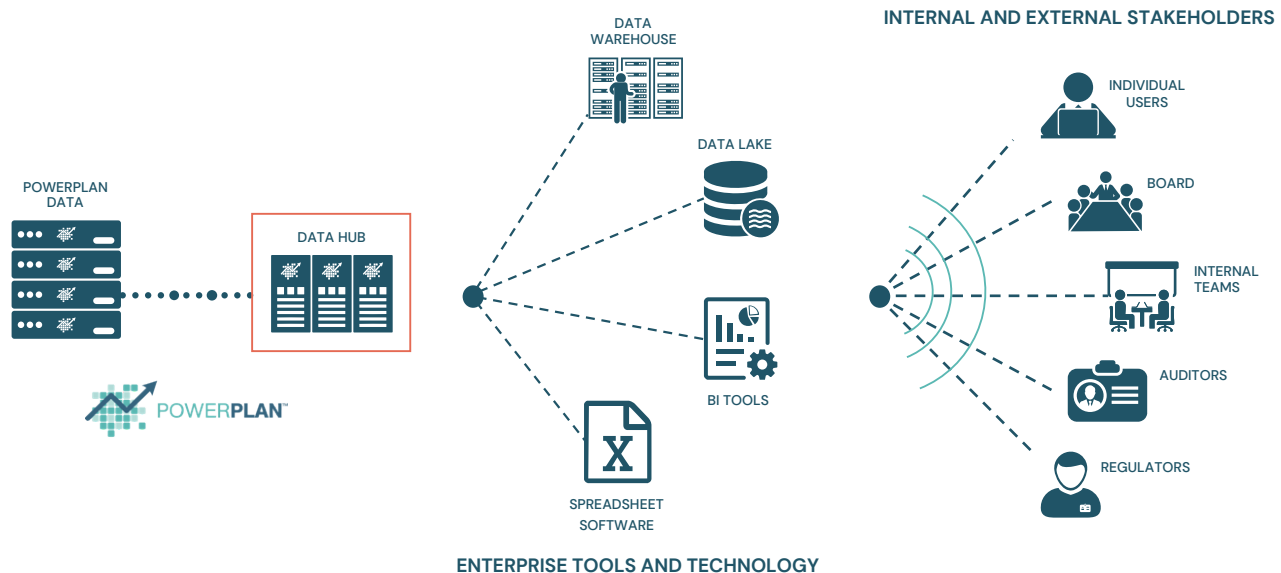 POWERPLAN
DATA
DATA HUB
POWERPLAN™
DATA
WAREHOUSE
DATA LAKE
BI TOOLS
X
SPREADSHEET
SOFTWARE
ENTERPRISE TOOLS AND TECHNOLOGY
INTERNAL AND EXTERNAL STAKEHOLDERS
INDIVIDUAL
USERS
BOARD
INTERNAL
TEAMS
AUDITORS
REGULATORS